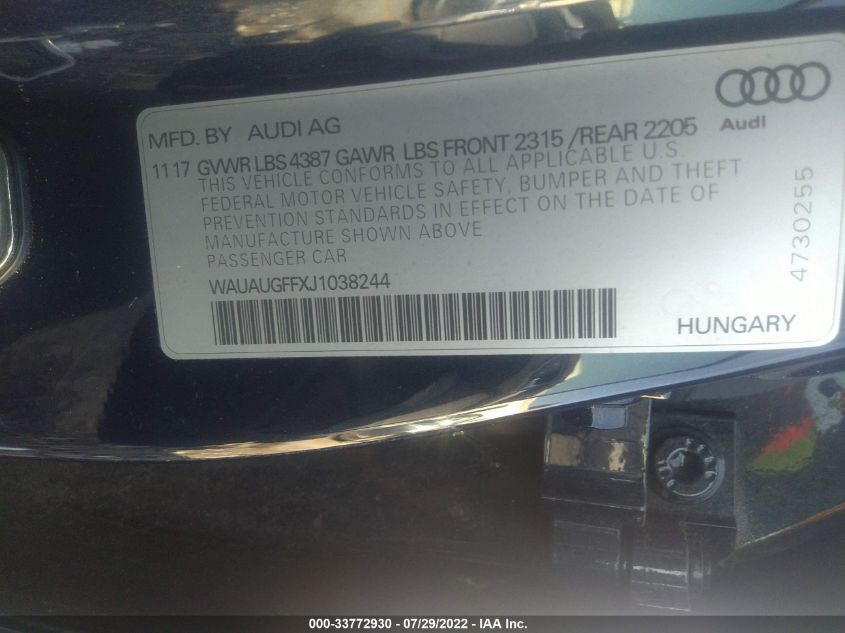 MFD. BY AUDI AG
Audi
11 17 GVWR LBS 4387 GAWR LBS FRONT 2315 /REAR 2205
THIS VEHICLE CONFORMS TO ALL APPLICABLE U.S
FEDERAL MOTOR VEHICLE SAFETY, BUMPER AND THEFT
PREVENTION STANDARDS IN EFFECT ON THE DATE OF
MANUFACTURE SHOWN ABOVE
PASSENGER CAR
WAUAUGFFXJ1038244
4730255
HUNGARY
000-33772930 - 07/29/2022 - IAA Inc.